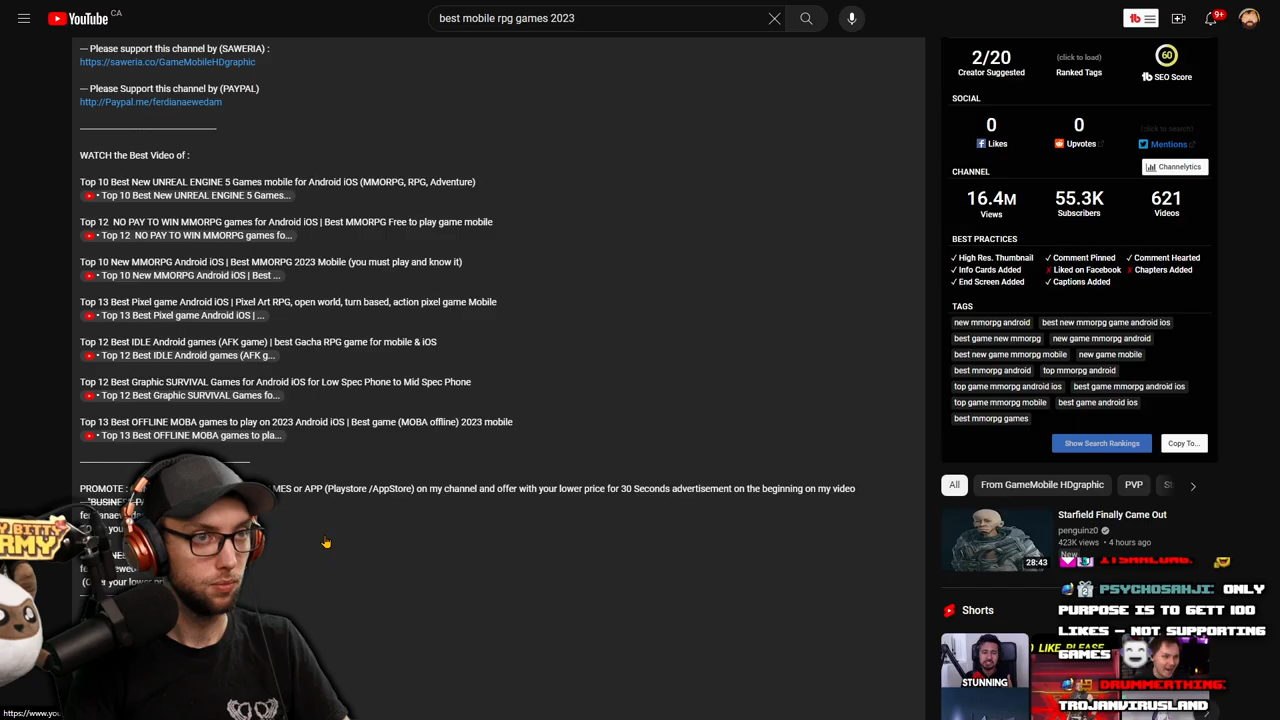 YouTube CA
best mobile rpg games 2023
9+
— Please support this channel by (SAWERIA) :
https://saweria.co/GameMobileHDgraphic
— Please Support this channel by (PAYPAL)
http://Paypal.me/ferdianaewedam
WATCH the Best Video of :
Top 10 Best New UNREAL ENGINE 5 Games mobile for Android iOS (MMORPG, RPG, Adventure)
• Top 10 Best New UNREAL ENGINE 5 Games...
Top 12 NO PAY TO WIN MMORPG games for Android iOS | Best MMORPG Free to play game mobile
• Top 12 NO PAY TO WIN MMORPG games fo...
Top 10 New MMORPG Android iOS | Best MMORPG 2023 Mobile (you must play and know it)
• Top 10 New MMORPG Android iOS | Best ...
Top 13 Best Pixel game Android iOS | Pixel Art RPG, open world, turn based, action pixel game Mobile
• Top 13 Best Pixel game Android iOS | ...
Top 12 Best IDLE Android games (AFK game) | best Gacha RPG game for mobile & iOS
• Top 12 Best IDLE Android games (AFK g...
Top 12 Best Graphic SURVIVAL Games for Android iOS for Low Spec Phone to Mid Spec Phone
• Top 12 Best Graphic SURVIVAL Games fo...
Top 13 Best OFFLINE MOBA games to play on 2023 Android iOS | Best game (MOBA offline) 2023 mobile
• Top 13 Best OFFLINE MOBA games to pla...
PROMOTE : or APP (Playstore /AppStore) on my channel and offer with your lower price for 30 Seconds advertisement on the beginning on my video
https://www.you
2/20
Creator Suggested
(click to load)
Ranked Tags
60
tb SEO Score
SOCIAL
0
Likes
0
Upvotes
(click to search)
Mentions
Channelytics
CHANNEL
16.4M
Views
55.3K
Subscribers
621
Videos
BEST PRACTICES
✓ High Res. Thumbnail ✓ Comment Pinned ✓ Comment Hearted
✓ Info Cards Added ✗ Liked on Facebook ✗ Chapters Added
✓ End Screen Added ✓ Captions Added
TAGS
new mmorpg android best new mmorpg game android ios
best game new mmorpg new game mmorpg android
best new game mmorpg mobile new game mobile
best mmorpg android top mmorpg android
top game mmorpg android ios best game mmorpg android ios
top game mmorpg mobile best game android ios
best mmorpg games
Show Search Rankings Copy To...
All From GameMobile HDgraphic PVP
Starfield Finally Came Out
penguinz0
423K views • 4 hours ago
New
28:43
PSYCHOSAHJI: ONLY
PURPOSE IS TO GETT 100
LIKES – NOT SUPPORTING
GAMES
Shorts
DRUMMERTHING:
TROJANVIRUSLAND
STUNNING
LIKE PLEASE